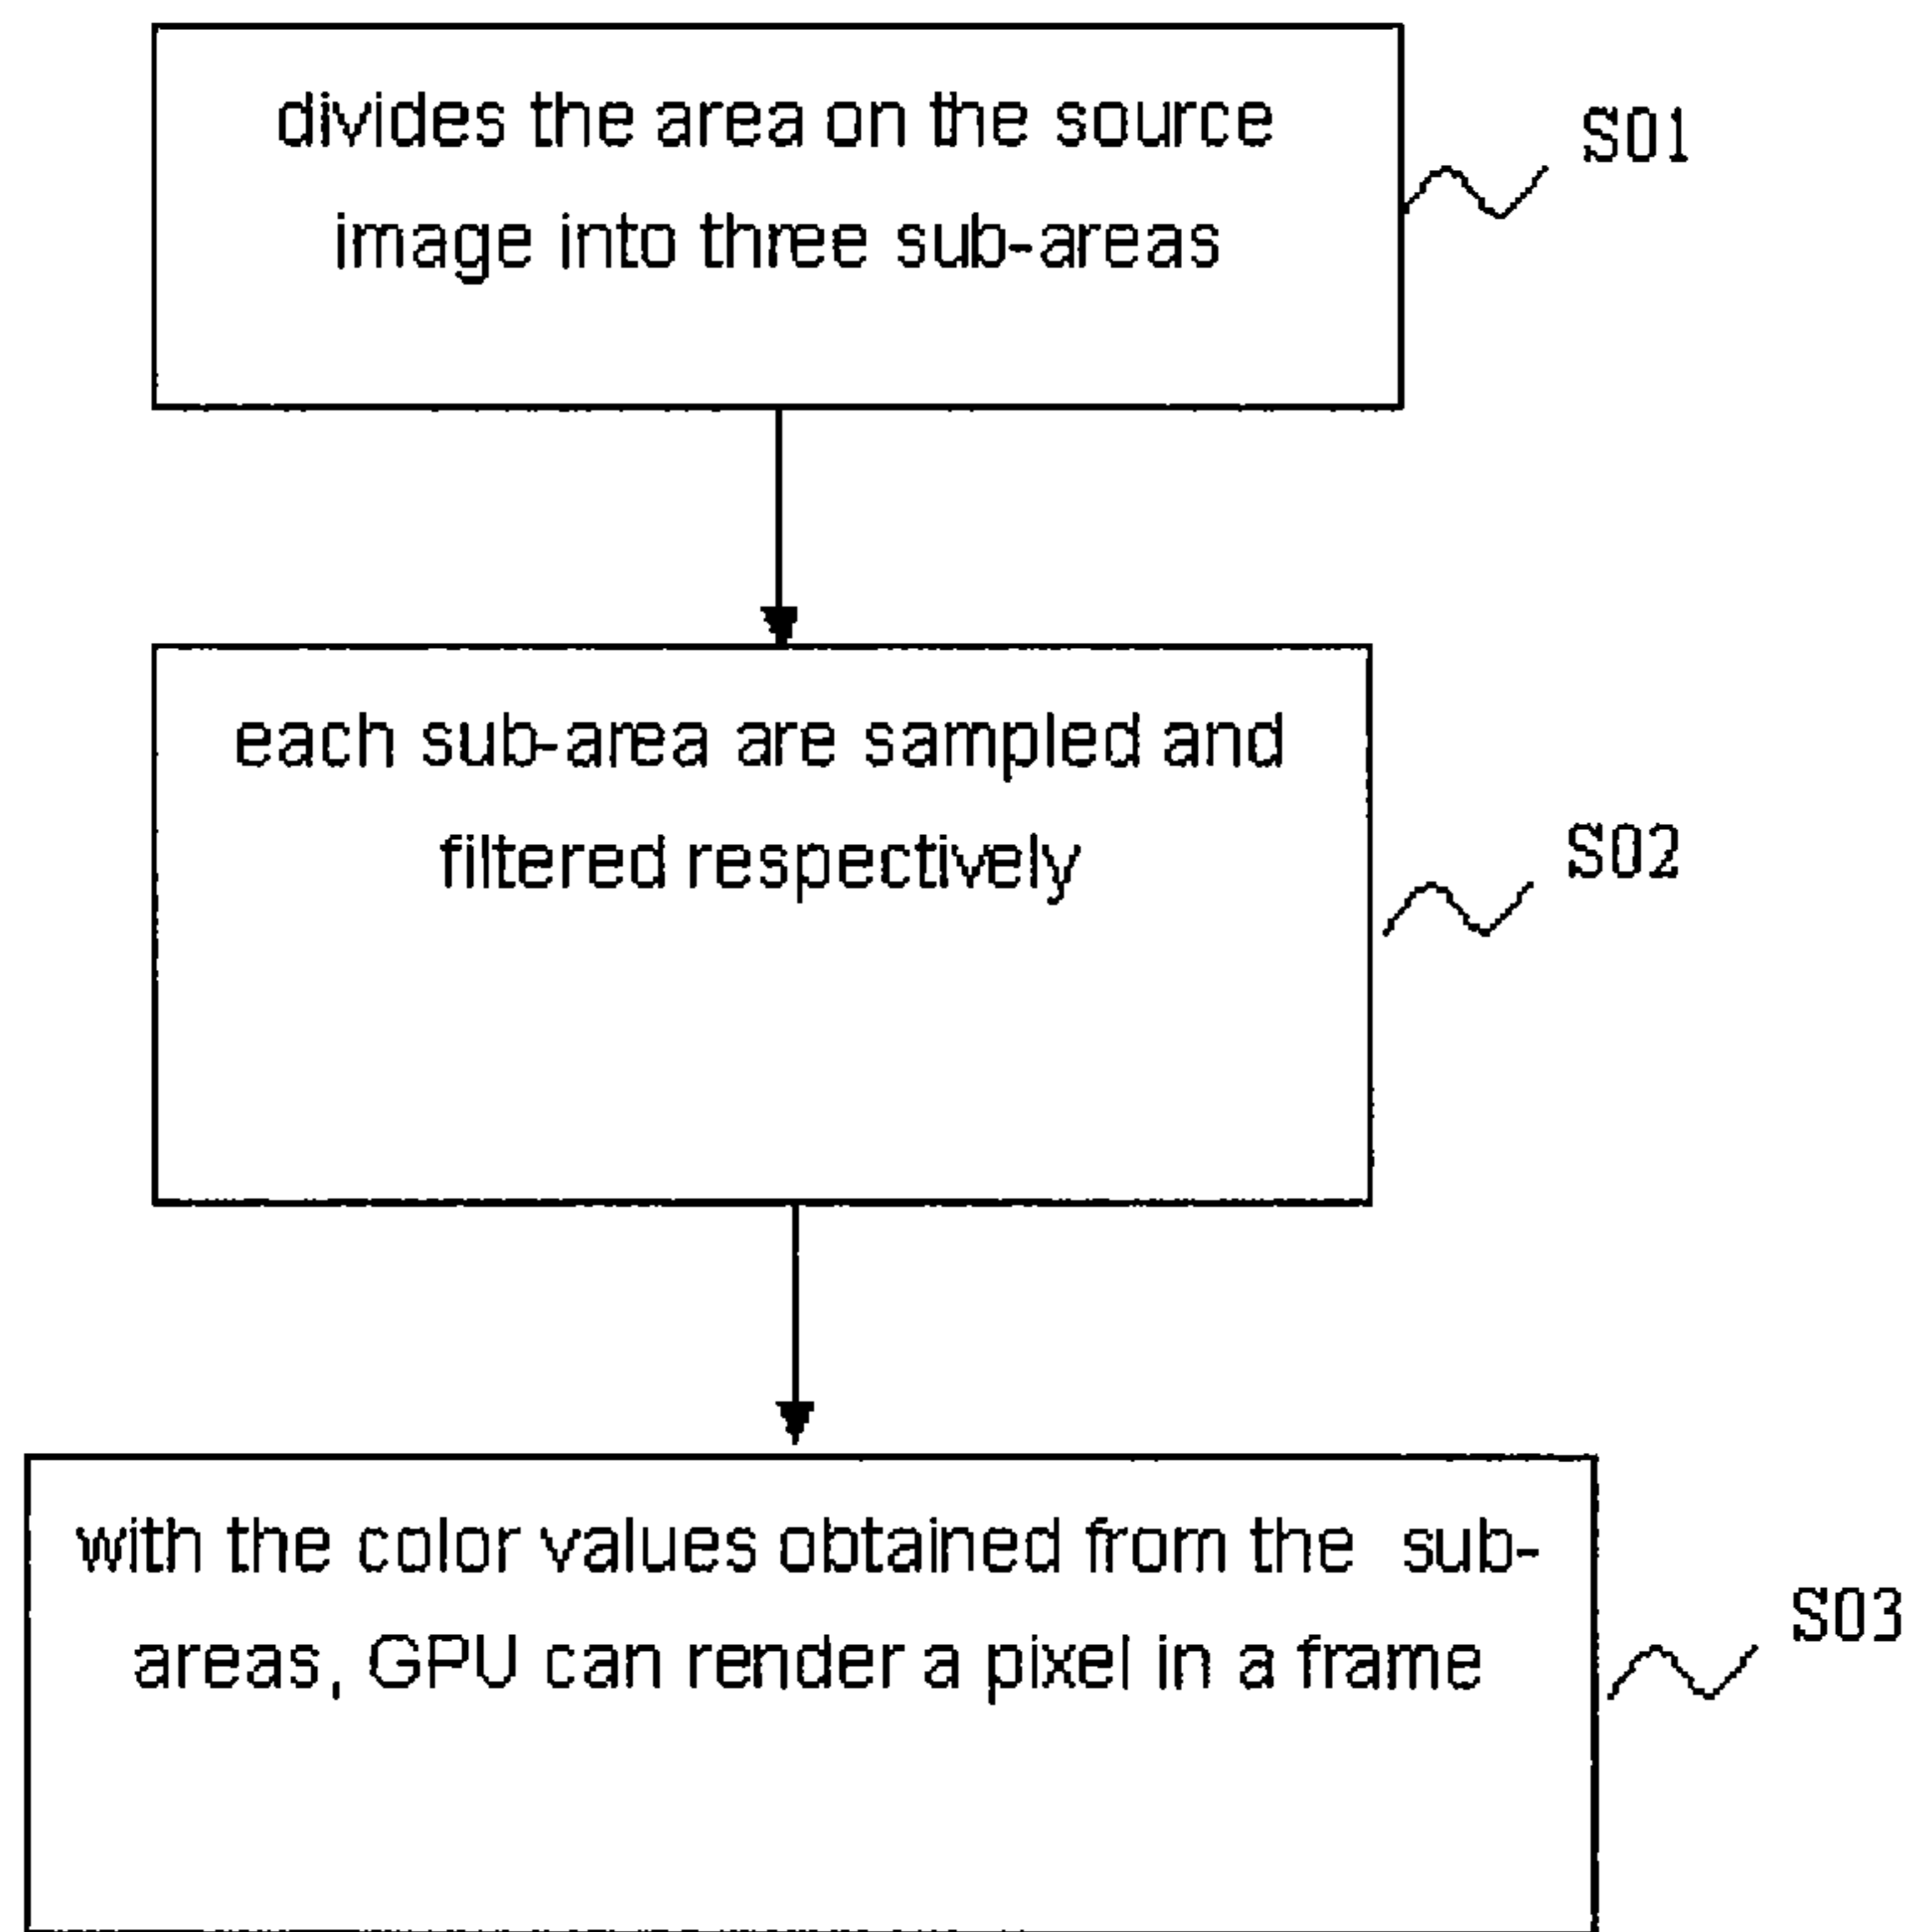 divides the area on the source
image into three sub-areas
S01
each sub-area are sampled and
filtered respectively
S02
with the color values obtained from the sub-
areas, GPU can render a pixel in a frame
S03